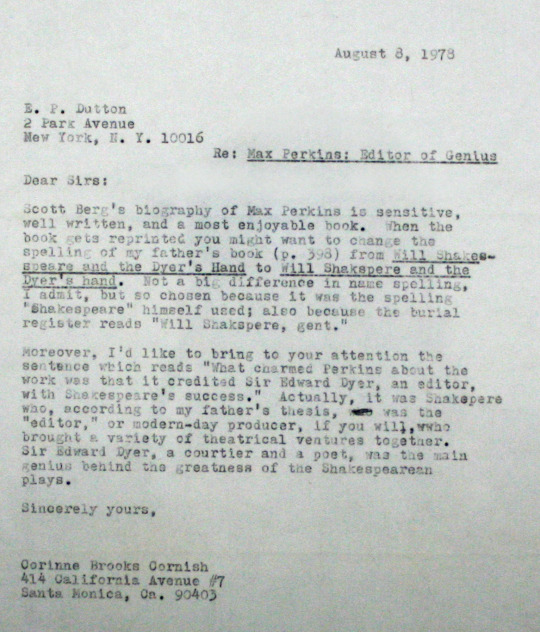 August 8, 1978
E. P. Dutton
2 Park Avenue
New York, N. Y. 10016
Re: Max Perkins: Editor of Genius
Dear Sirs:
Scott Berg's biography of Max Perkins is sensitive,
well written, and a most enjoyable book. When the
book gets reprinted you might want to change the
spelling of my father's book (p. 398) from Will Shakes-
speare and the Dyer's Hand to Will Shakspere and the
Dyer's hand. Not a big difference in name spelling,
I admit, but so chosen because it was the spelling
"Shakespeare" himself used; also because the burial
register reads "Will Shakspere, gent."
Moreover, I'd like to bring to your attention the
sentence which reads "What charmed Perkins about the
work was that it credited Sir Edward Dyer, an editor,
with Shakespeare's success." Actually, it was Shakspere
who, according to my father's thesis, was the
"editor," or modern-day producer, if you will,wwho
brought a variety of theatrical ventures together.
Sir Edward Dyer, a courtier and a poet, was the main
genius behind the greatness of the Shakespearean
plays.
Sincerely yours,
Corinne Brooks Cornish
414 California Avenue #7
Santa Monica, Ca. 90403